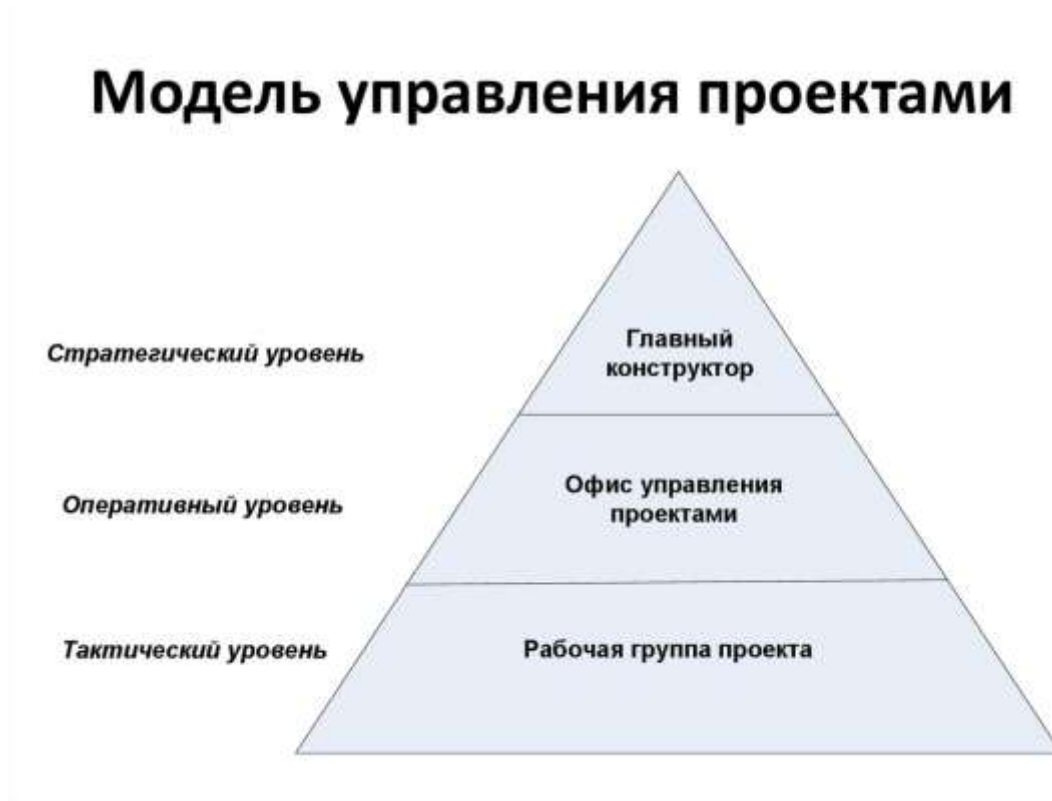 Модель управления проектами
Стратегический уровень
Главный
конструктор
Оперативный уровень
Офис управления
проектами
Тактический уровень
Рабочая группа проекта